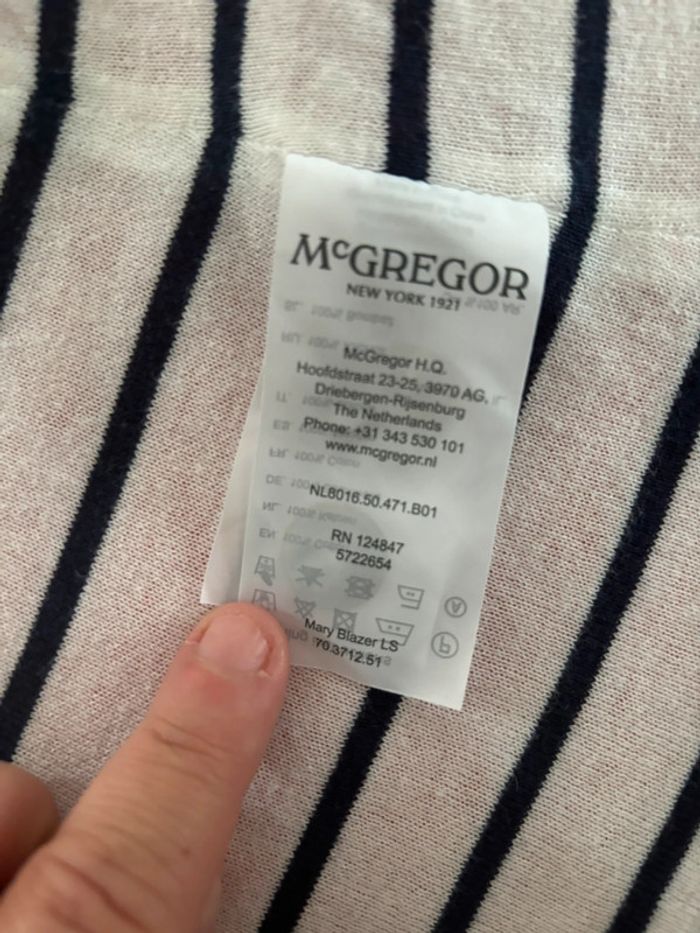 McGREGOR
NEW YORK 1921
McGregor H.Q.
Hoofdstraat 23-25, 3970 AG,
Driebergen-Rijsenburg
The Netherlands
Phone: +31 343 530 101
www.mcgregor.nl
NL8016.50.471.B01
RN 124847
5722654
Mary Blazer LS
70.3712.51